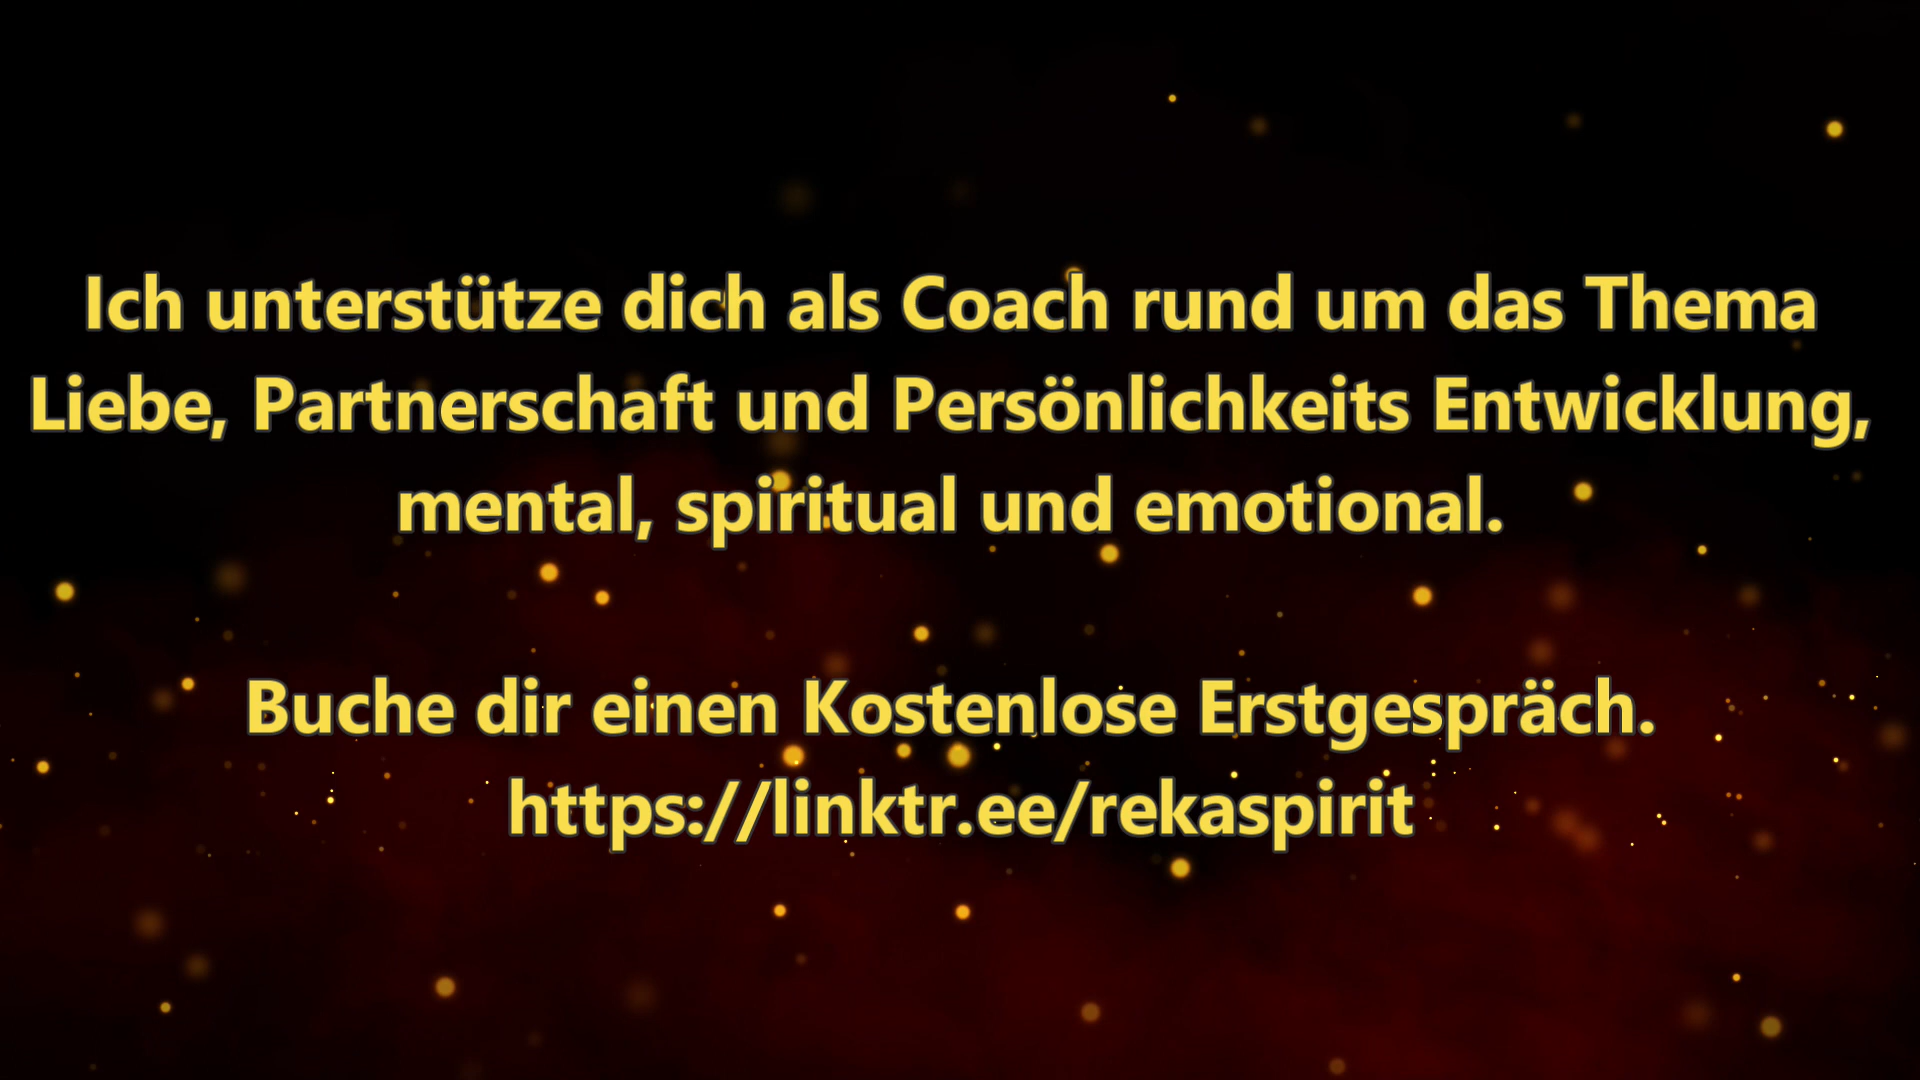 Ich unterstütze dich als Coach rund um das Thema
Liebe, Partnerschaft und Persönlichkeits Entwicklung,
mental, spiritual und emotional.
Buche dir einen Kostenlose Erstgespräch.
https://linktr.ee/rekaspirit